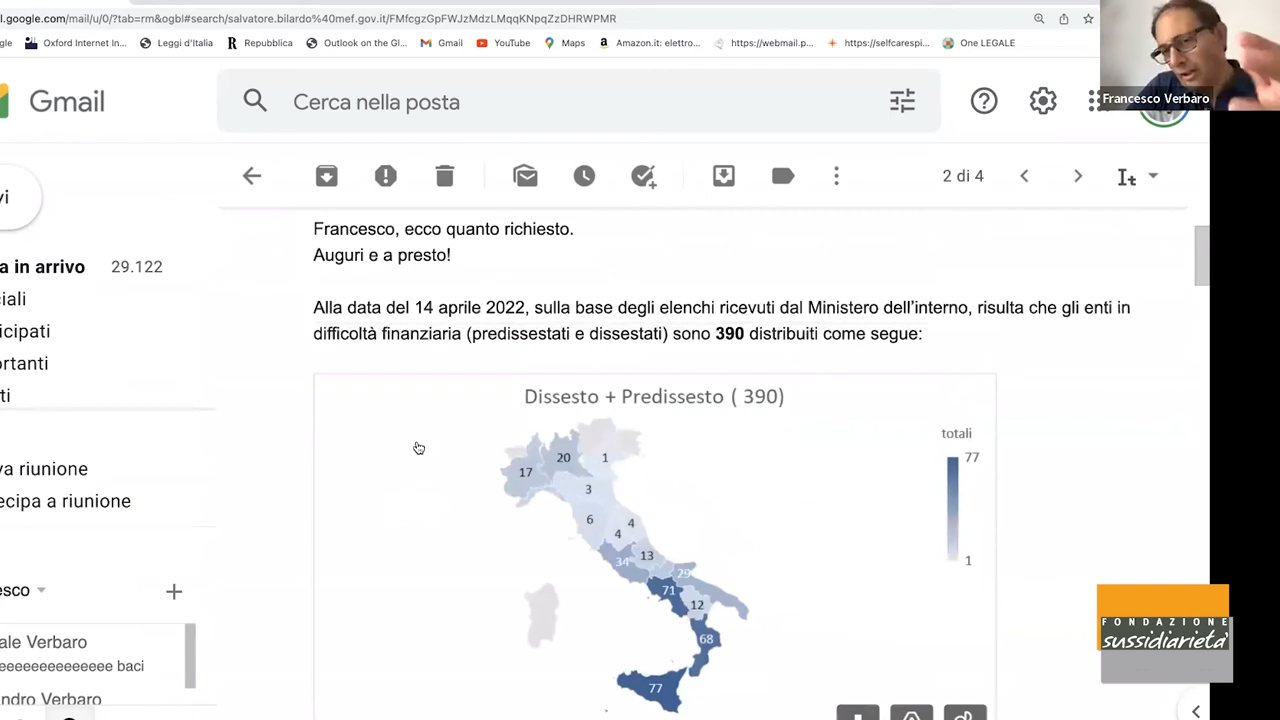 l.google.com/mail/u/0/?tab=rm&ogbl#search/salvatore.bilardo%40mef.gov.it/FMfcgzGpFWJzMdzLMqqKNpqZzDHRWPMR
gle Oxford Internet In... Leggi d'Italia Repubblica Outlook on the Gl... Gmail YouTube Maps Amazon.it: elettro... https://webmail.p... https://selfcarespi... One LEGALE
Francesco Verbaro
Gmail
Cerca nella posta
2 di 4
vi
Francesco, ecco quanto richiesto.
Auguri e a presto!
a in arrivo 29.122
ciali
icipati
ortanti
ti
Alla data del 14 aprile 2022, sulla base degli elenchi ricevuti dal Ministero dell'interno, risulta che gli enti in
difficoltà finanziaria (predissestati e dissestati) sono 390 distribuiti come segue:
Dissesto + Predissesto ( 390)
totali
77
1
20
1
17
3
6
4
4
13
34
29
71
12
68
77
va riunione
ecipa a riunione
esco
ale Verbaro
eeeeeeeeeeeeee baci
ndro Verbaro
FONDAZIONE
sussidiarietà